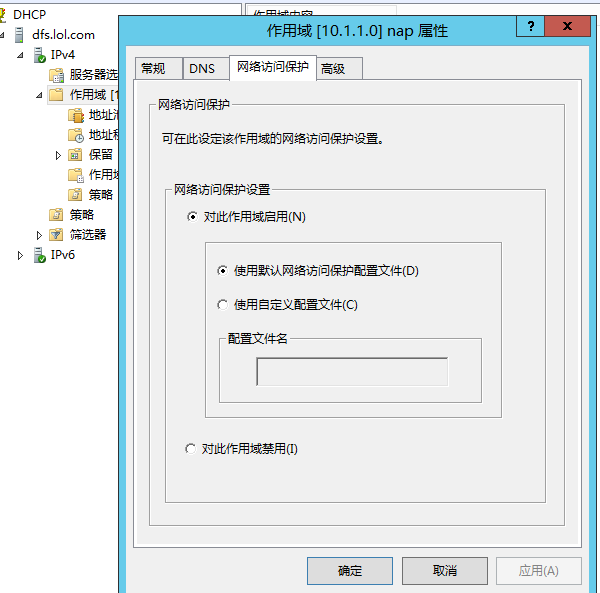 DHCP
dfs.lol.com
IPv4
服务器选
作用域 [1
地址
地址
保留
作用
策略
策略
筛选器
IPv6
作用域 [10.1.1.0] nap 属性
?
x
常规
DNS
网络访问保护
高级
网络访问保护
可在此设定该作用域的网络访问保护设置。
网络访问保护设置
对此作用域启用(N)
使用默认网络访问保护配置文件(D)
使用自定义配置文件(C)
配置文件名
对此作用域禁用(I)
确定
取消
应用(A)